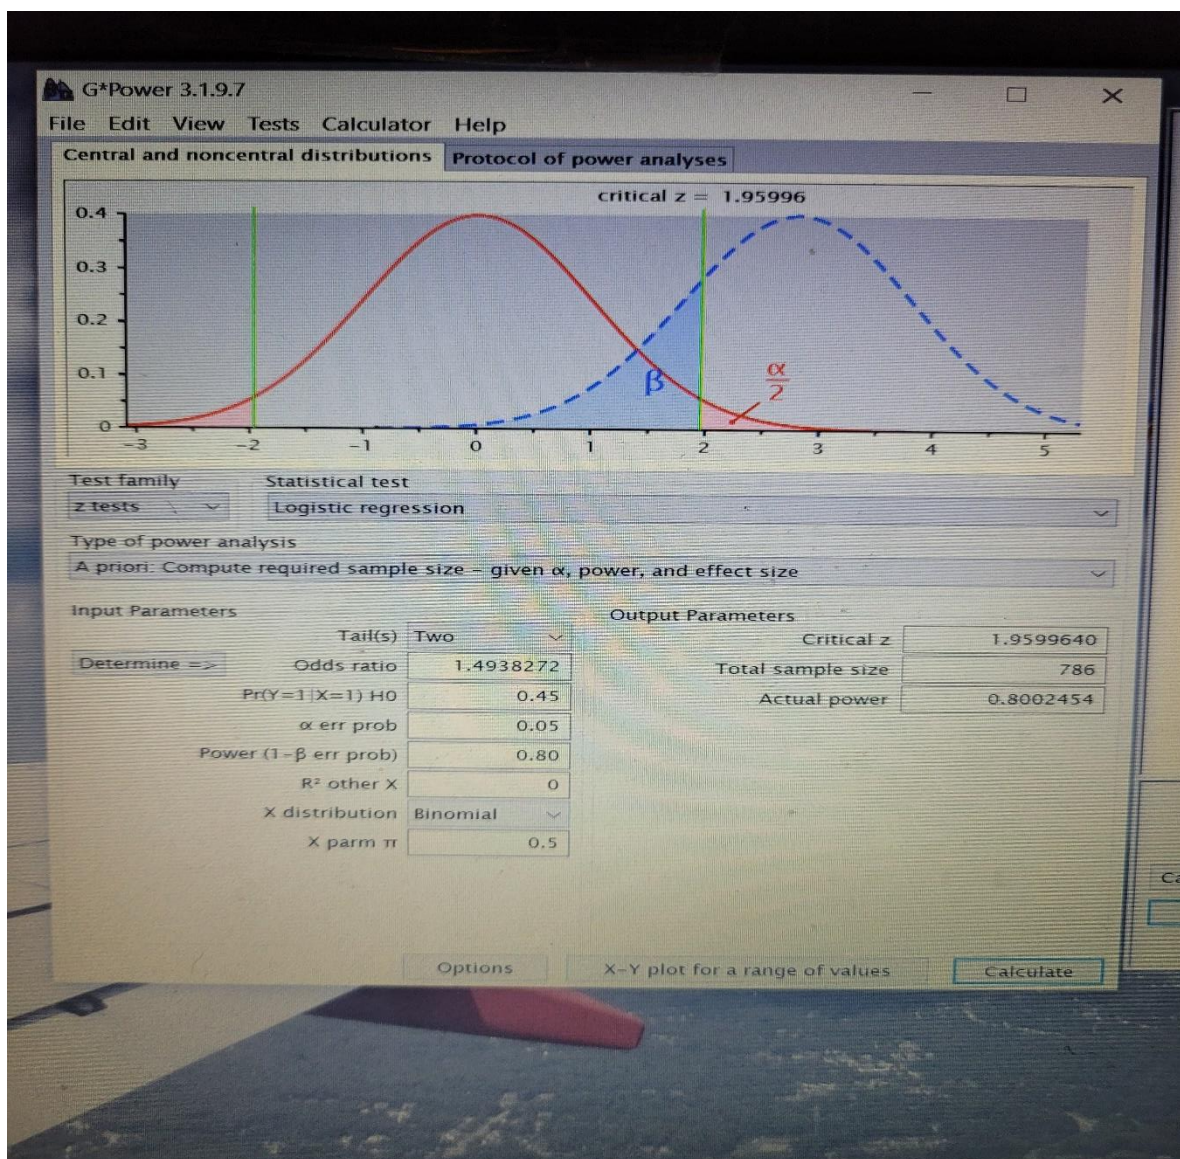 G*Power 3.1.9.7
File Edit View Tests Calculator Help
Central and noncentral distributions Protocol of power analyses
critical z = 1.95996
0.4
0.3
0.2
0.1
0
β
α
2
-3 -2 -1 0 1 2 3 4 5
Test family Statistical test
z tests Logistic regression
Type of power analysis
A priori: Compute required sample size - given α, power, and effect size
Input Parameters Output Parameters
Tail(s) Two Critical z 1.9599640
Determine => Odds ratio 1.4938272 Total sample size 786
Pr(Y=1|X=1) H0 0.45 Actual power 0.8002454
α err prob 0.05
Power (1-β err prob) 0.80
R² other X 0
X distribution Binomial
X parm π 0.5
Options X-Y plot for a range of values Calculate